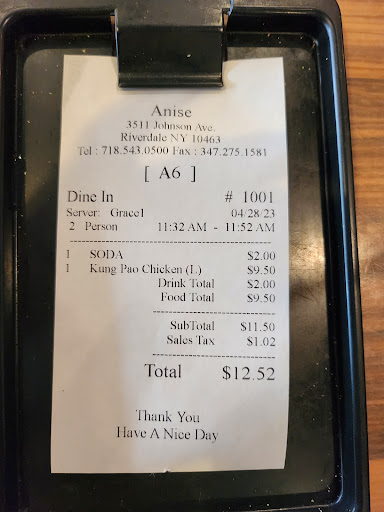 Anise
3511 Johnson Ave.
Riverdale NY 10463
Tel : 718.543.0500 Fax : 347.275.1581
[ A6 ]
Dine In # 1001
Server: Grace1 04/28/23
2 Person 11:32 AM - 11:52 AM
1 SODA $2.00
1 Kung Pao Chicken (L) $9.50
Drink Total $2.00
Food Total $9.50
SubTotal $11.50
Sales Tax $1.02
Total $12.52
Thank You
Have A Nice Day